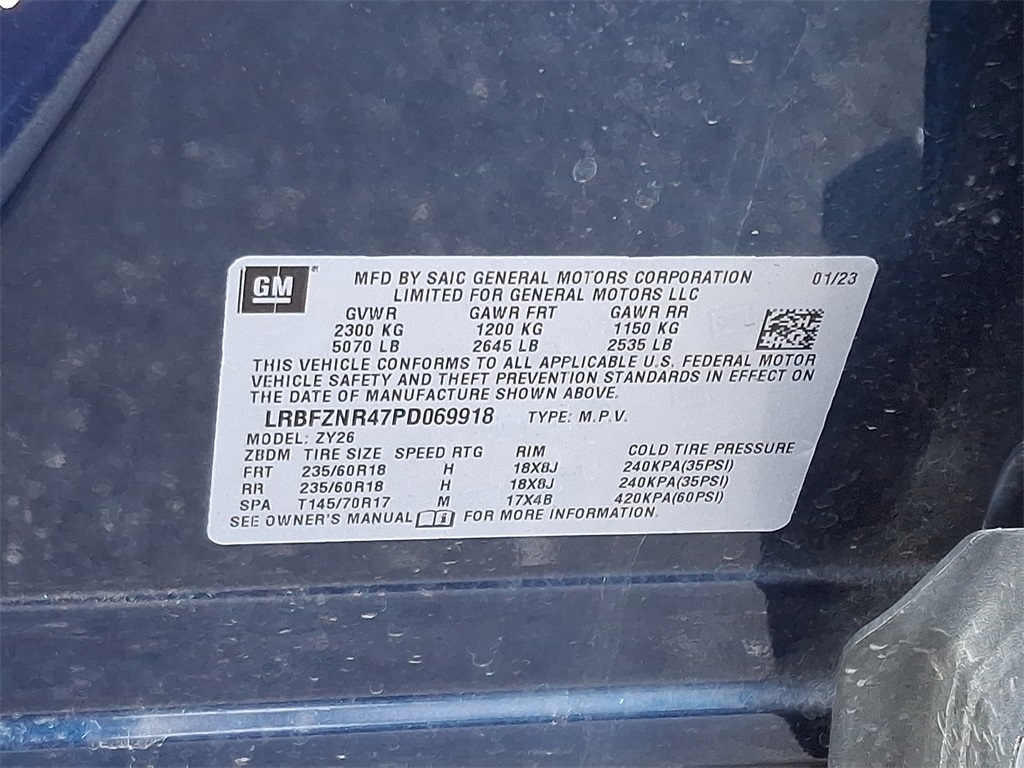 GM MFD BY SAIC GENERAL MOTORS CORPORATION 01/23
LIMITED FOR GENERAL MOTORS LLC
GVWR GAWR FRT GAWR RR
2300 KG 1200 KG 1150 KG
5070 LB 2645 LB 2535 LB
THIS VEHICLE CONFORMS TO ALL APPLICABLE U.S. FEDERAL MOTOR
VEHICLE SAFETY AND THEFT PREVENTION STANDARDS IN EFFECT ON
THE DATE OF MANUFACTURE SHOWN ABOVE.
LRBFZNR47PD069918 TYPE: M.P.V.
MODEL: ZY26
ZBDM TIRE SIZE SPEED RTG RIM COLD TIRE PRESSURE
FRT 235/60R18 H 18X8J 240KPA(35PSI)
RR 235/60R18 H 18X8J 240KPA(35PSI)
SPA T145/70R17 M 17X4B 420KPA(60PSI)
SEE OWNER'S MANUAL FOR MORE INFORMATION.